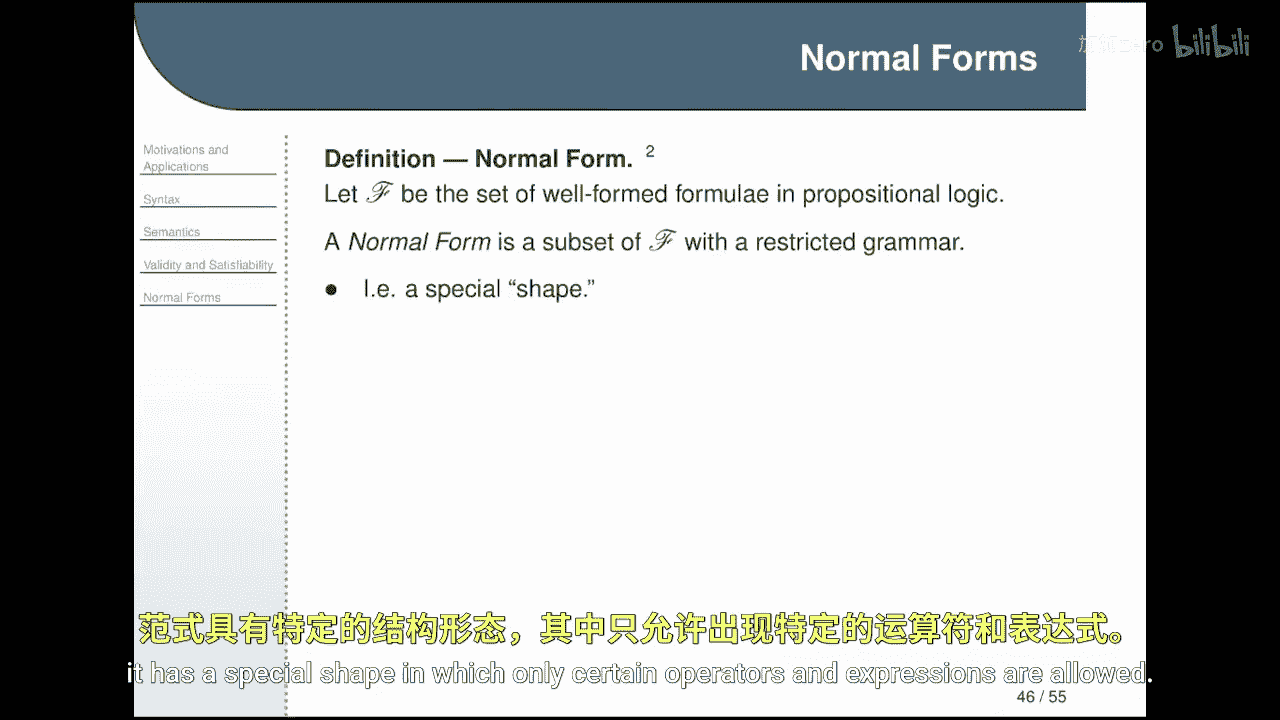 Normal Forms
bilibili
Motivations and
Applications
Syntax
Semantics
Validity and Satisfiability
Normal Forms
Definition — Normal Form. 2
Let ℱ be the set of well-formed formulae in propositional logic.
A Normal Form is a subset of ℱ with a restricted grammar.
● I.e. a special “shape.”
范式具有特定的结构形态，其中只允许出现特定的运算符和表达式。
it has a special shape in which only certain operators and expressions are allowed.
46 / 55